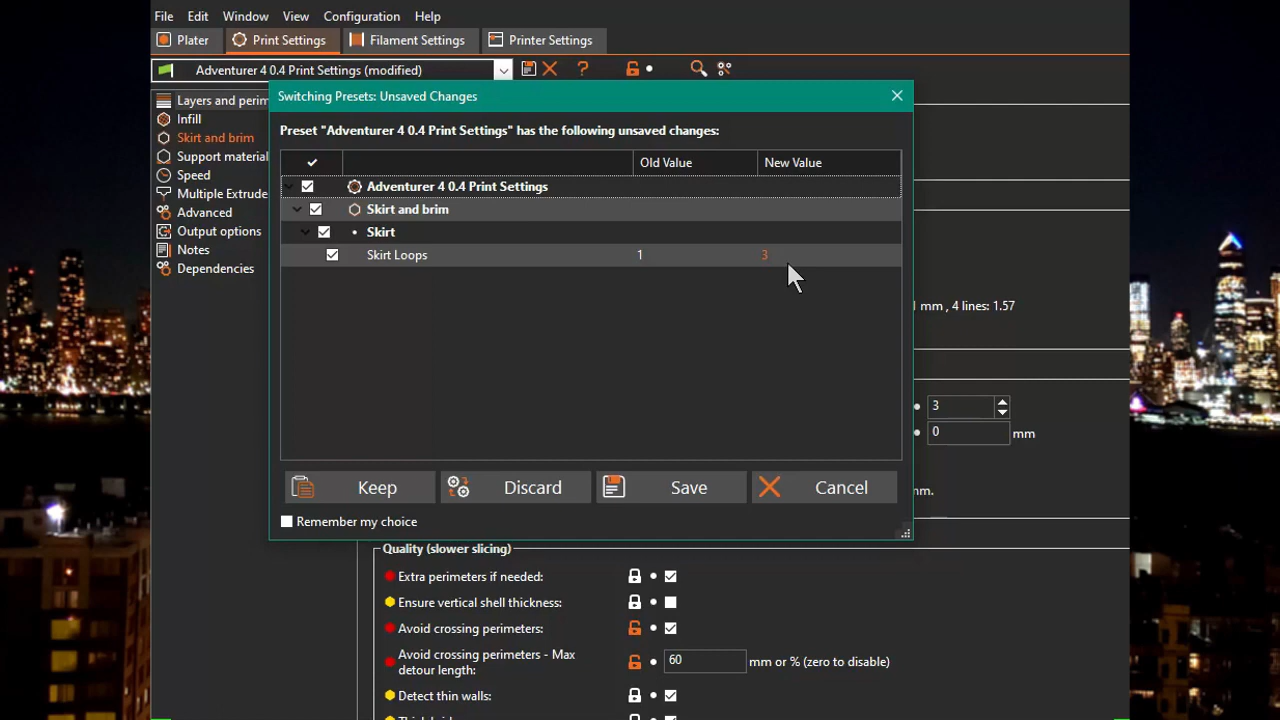 File Edit Window View Configuration Help
Plater Print Settings Filament Settings Printer Settings
Adventurer 4 0.4 Print Settings (modified)
Switching Presets: Unsaved Changes
Layers and perim
Infill
Skirt and brim
Support material
Speed
Multiple Extrude
Advanced
Output options
Notes
Dependencies
Preset "Adventurer 4 0.4 Print Settings" has the following unsaved changes:
Old Value New Value
Adventurer 4 0.4 Print Settings
Skirt and brim
Skirt
Skirt Loops 1 3
1 mm , 4 lines: 1.57
3
0 mm
mm.
Keep Discard Save Cancel
Remember my choice
Quality (slower slicing)
Extra perimeters if needed:
Ensure vertical shell thickness:
Avoid crossing perimeters:
Avoid crossing perimeters - Max
detour length: 60 mm or % (zero to disable)
Detect thin walls: